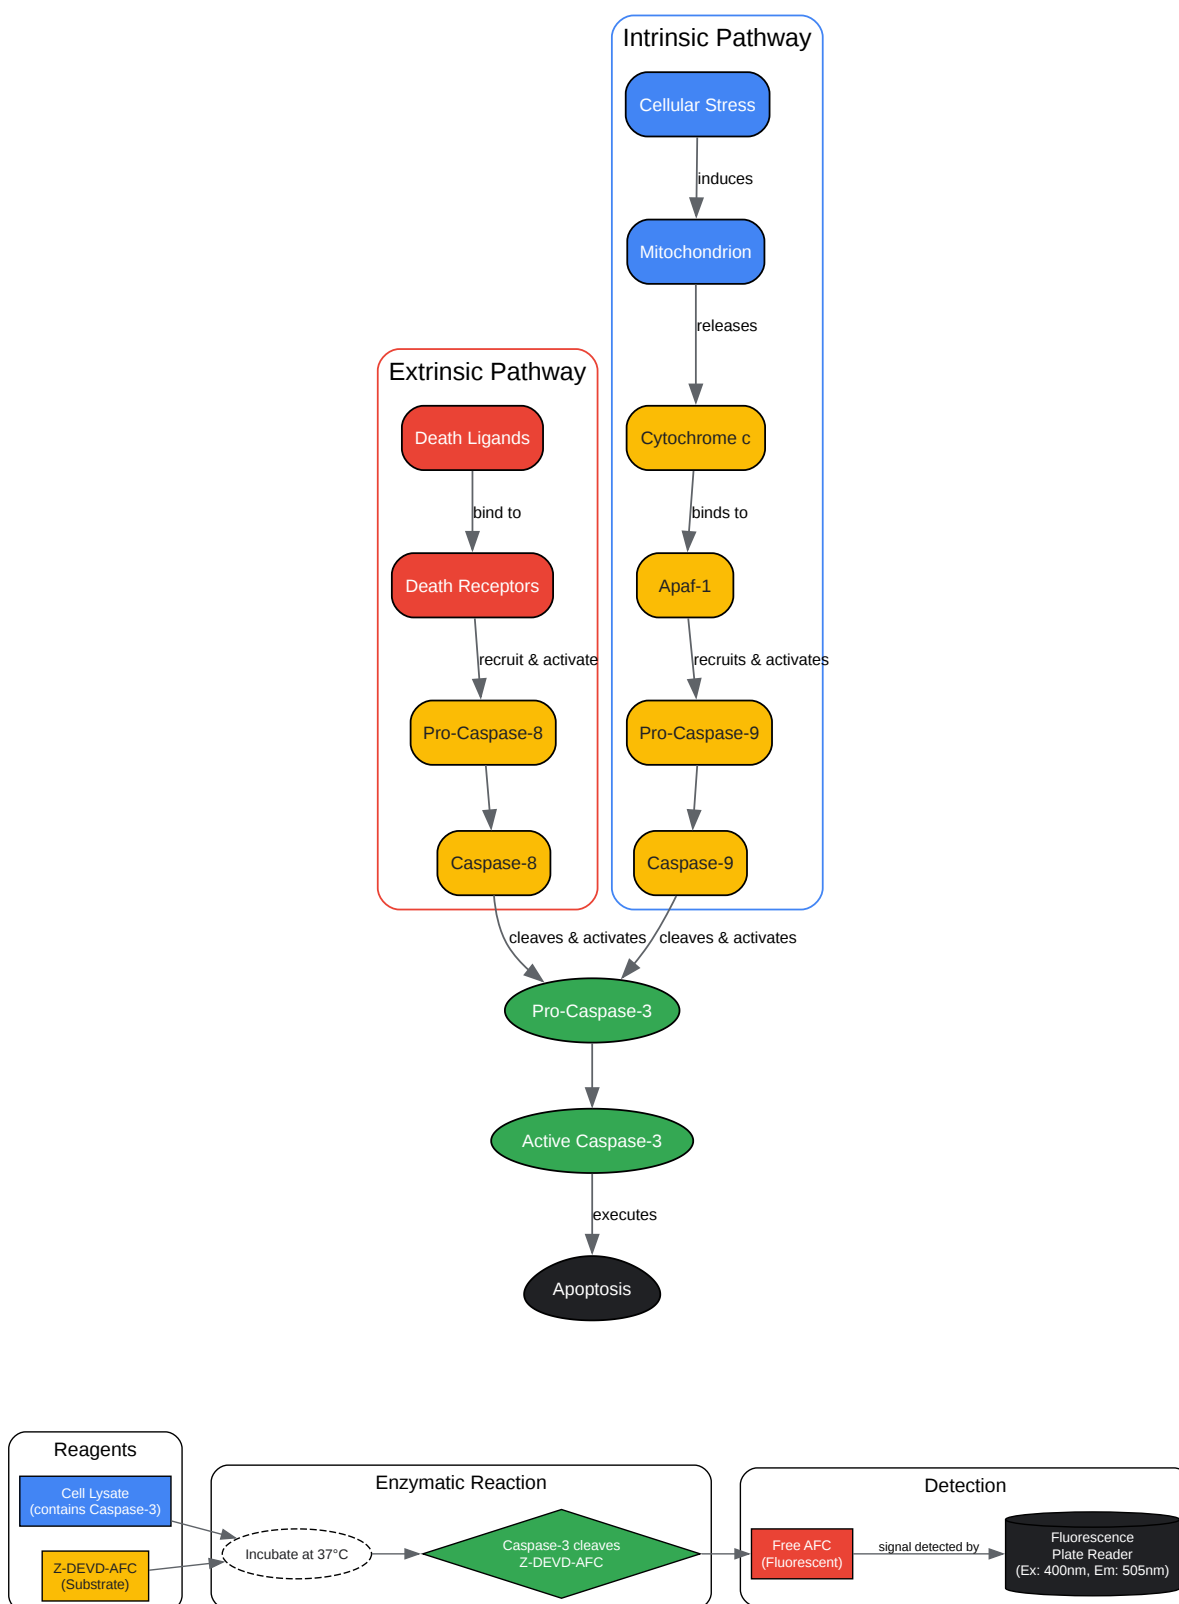 Intrinsic Pathway
Cellular Stress
induces
Mitochondrion
releases
Extrinsic Pathway
Death Ligands
Cytochrome c
bind to
binds to
Death Receptors
Apaf-1
recruit & activate
recruits & activates
Pro-Caspase-8
Pro-Caspase-9
Caspase-8
Caspase-9
cleaves & activates
cleaves & activates
Pro-Caspase-3
Active Caspase-3
executes
Apoptosis
Reagents
Cell Lysate
(contains Caspase-3)
Z-DEVD-AFC
(Substrate)
Enzymatic Reaction
Incubate at 37°C
Caspase-3 cleaves
Z-DEVD-AFC
Detection
Free AFC
(Fluorescent)
signal detected by
Fluorescence
Plate Reader
(Ex: 400nm, Em: 505nm)